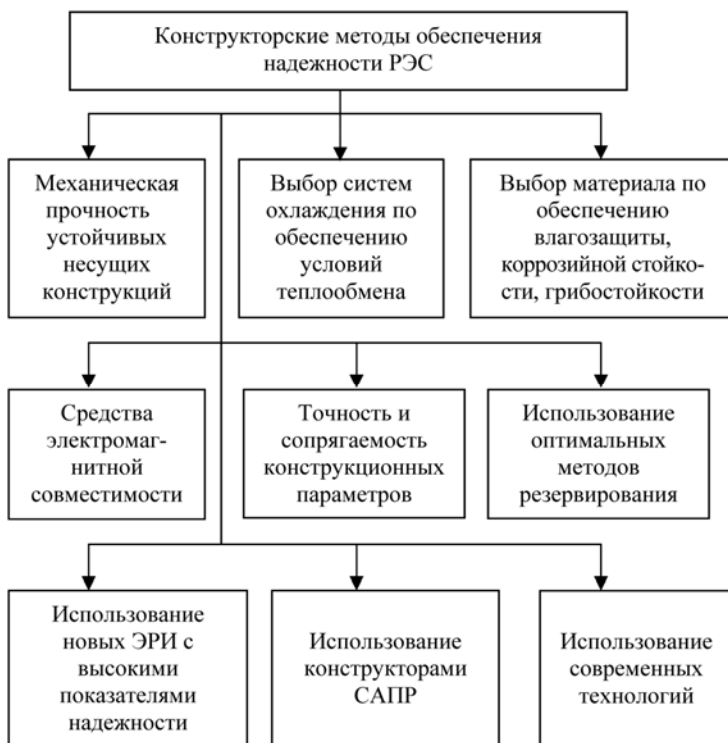 Конструкторские методы обеспечения
надежности РЭС
Механическая
прочность
устойчивых
несущих
конструкций
Выбор систем
охлаждения по
обеспечению
условий
теплообмена
Выбор материала по
обеспечению
влагозащиты,
коррозийной стойко-
сти, грибостойкости
Средства
электромаг-
нитной
совместимости
Точность и
сопрягаемость
конструкционных
параметров
Использование
оптимальных
методов
резервирования
Использование
новых ЭРИ с
высокими
показателями
надежности
Использование
конструкторами
САПР
Использование
современных
технологий